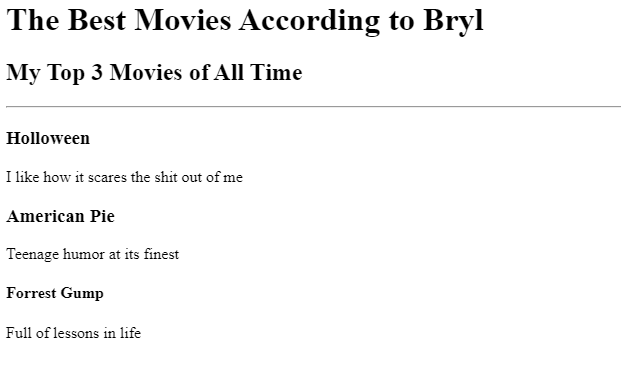 The Best Movies According to Bryl
My Top 3 Movies of All Time
Holloween
I like how it scares the shit out of me
American Pie
Teenage humor at its finest
Forrest Gump
Full of lessons in life